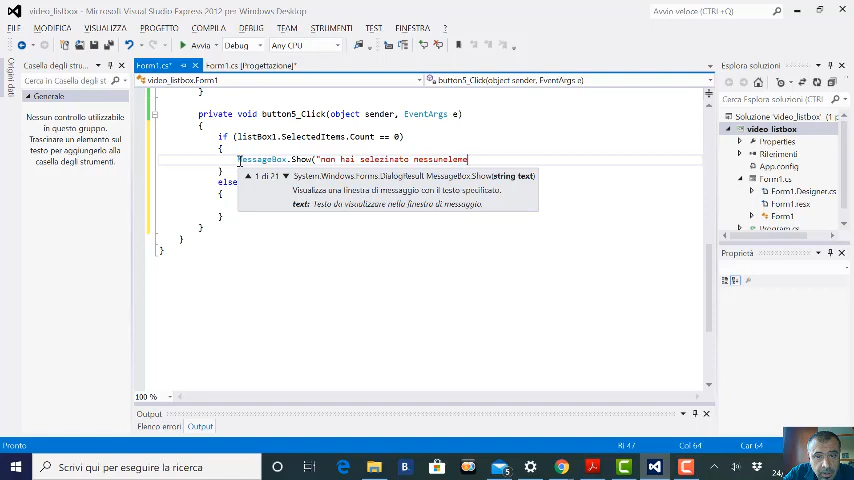 video_listbox - Microsoft Visual Studio Express 2012 per Windows Desktop
Avvio veloce (CTRL+Q)
FILE MODIFICA VISUALIZZA PROGETTO COMPILA DEBUG TEAM STRUMENTI TEST FINESTRA ?
Avvia Debug Any CPU
Origini dati
Casella degli stru...
Cerca in Casella degli st
Generale
Nessun controllo utilizzabile
in questo gruppo.
Trascinare un elemento sul
testo per aggiungerlo alla
casella degli strumenti.
Form1.cs* Form1.cs [Progettazione]*
video_listbox.Form1 button5_Click(object sender, EventArgs e)
}
private void button5_Click(object sender, EventArgs e)
{
if (listBox1.SelectedItems.Count == 0)
{
MessageBox.Show("non hai selezinato nessuneleme
1 di 21 System.Windows.Forms.DialogResult MessageBox.Show(string text)
Visualizza una finestra di messaggio con il testo specificato.
text: Testo da visualizzare nella finestra di messaggio.
}
else
{
}
}
}
}
100 %
Output
Elenco errori Output
Esplora soluzioni
Cerca Esplora soluzioni (
video_listbox
Properties
App.config
Form1.cs
Form1.Designer.cs
Form1.resx
Form1
Program.cs
Proprietà
Pronto Ri 47 Col 64 Car 64
Scrivi qui per eseguire la ricerca
24/